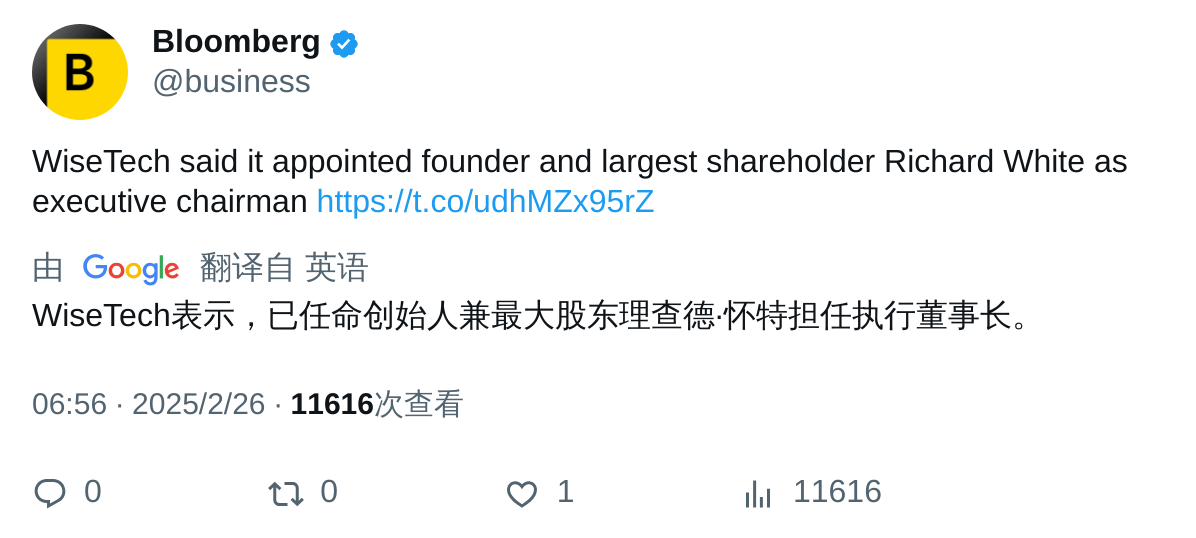 B
Bloomberg
@business
WiseTech said it appointed founder and largest shareholder Richard White as
executive chairman https://t.co/udhMZx95rZ
由 Google 翻译自 英语
WiseTech表示，已任命创始人兼最大股东理查德·怀特担任执行董事长。
06:56 · 2025/2/26 · 11616次查看
0 0 1 11616